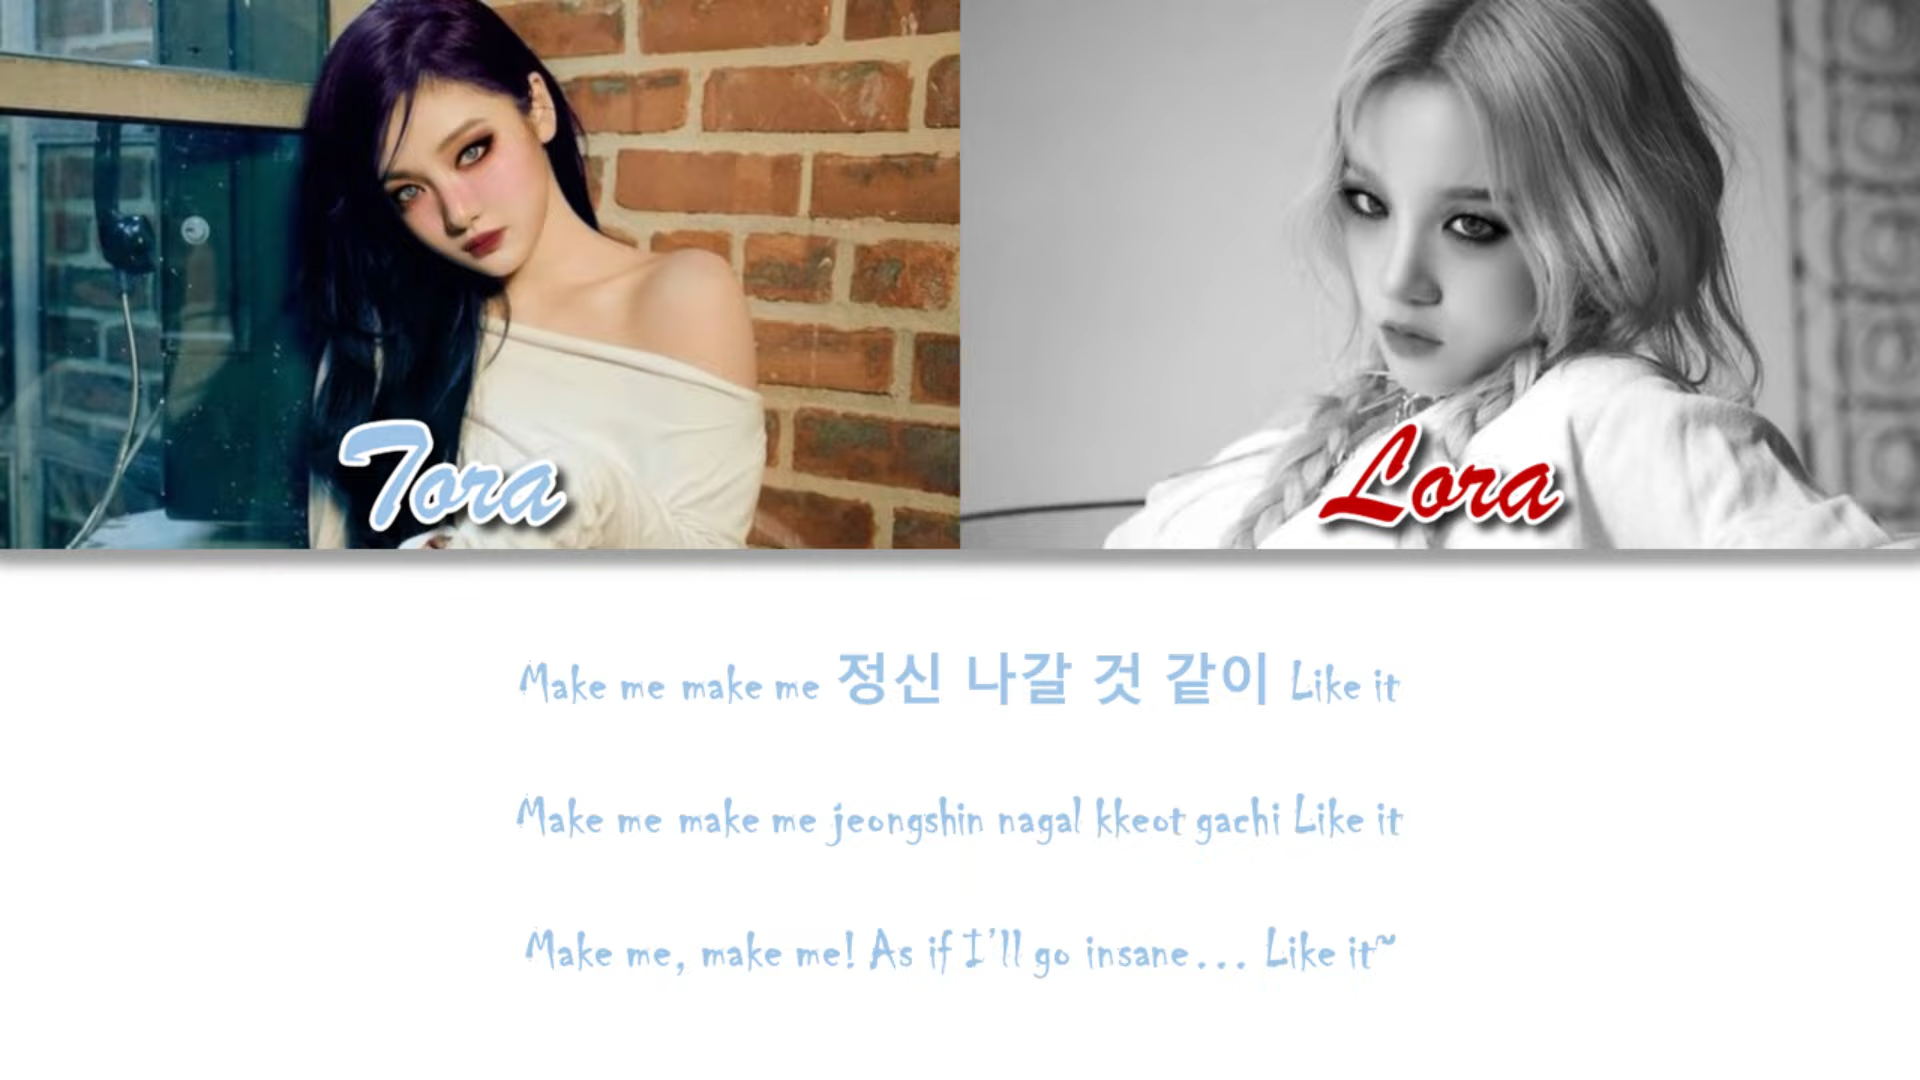 Tora
Lora
Make me make me 정신 나갈 것 같이 Like it
Make me make me jeongshin nagal kkeot gachi Like it
Make me, make me! As if I'll go insane... Like it~